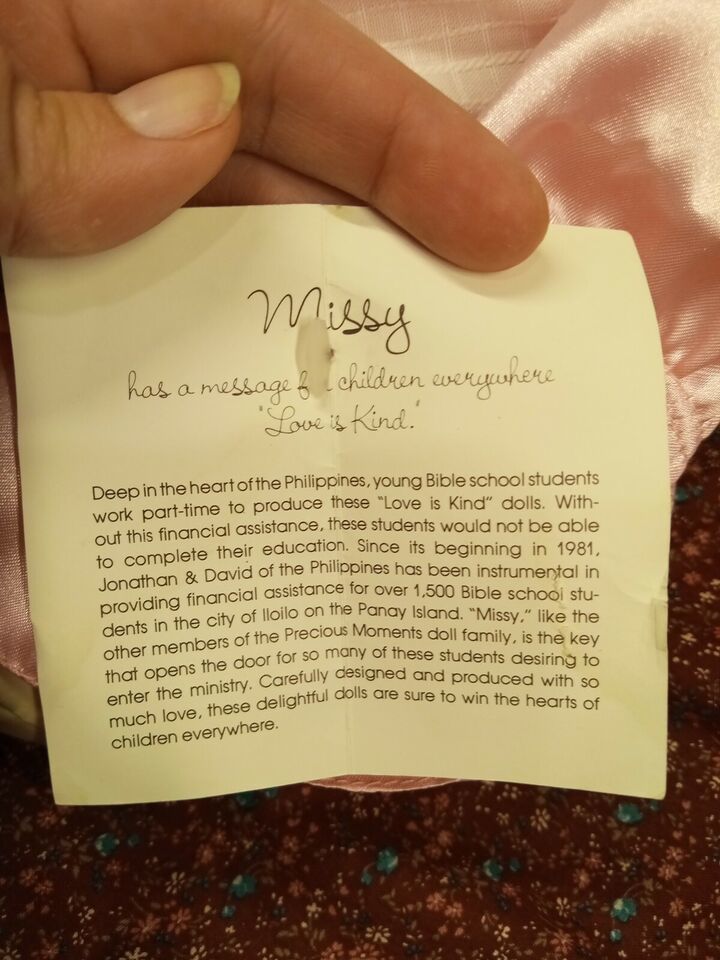 Missy
has a message children everywhere
"Love is Kind."
Deep in the heart of the Philippines, young Bible school students
work part-time to produce these "Love is Kind" dolls. With-
out this financial assistance, these students would not be able
to complete their education. Since its beginning in 1981,
Jonathan & David of the Philippines has been instrumental in
providing financial assistance for over 1,500 Bible school stu-
dents in the city of Iloilo on the Panay Island. "Missy," like the
other members of the Precious Moments doll family, is the key
that opens the door for so many of these students desiring to
enter the ministry. Carefully designed and produced with so
much love, these delightful dolls are sure to win the hearts of
children everywhere.